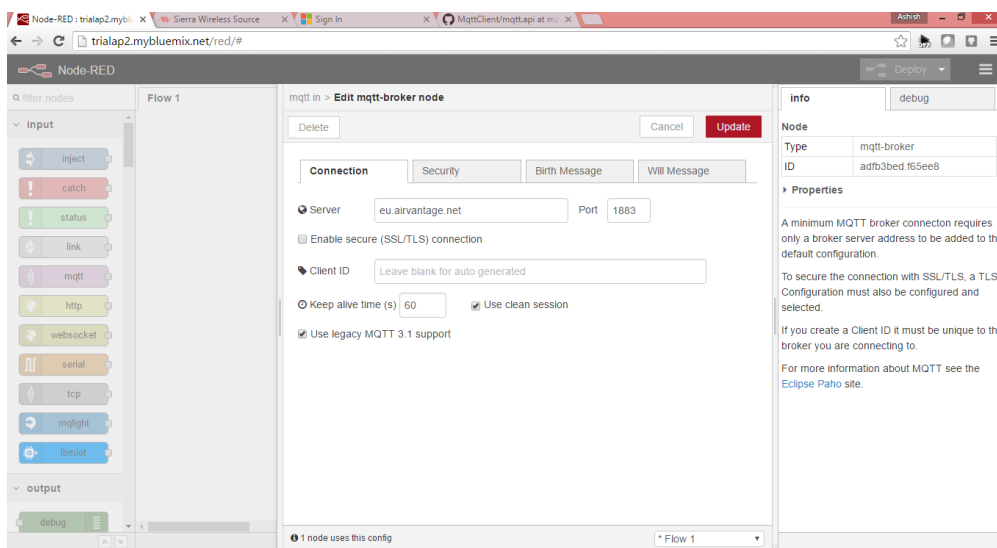 Node-RED : trialap2.mybl
Sierra Wireless Source
Sign In
MqttClient/mqtt.api at ma
Ashish
trialap2.mybluemix.net/red/#
Node-RED
Deploy
filter nodes
Flow 1
mqtt in > Edit mqtt-broker node
info
debug
input
Delete
Cancel
Update
Node
Type
mqtt-broker
ID
adfb3bed.f65ee8
Properties
inject
catch
status
link
mqtt
http
websocket
serial
tcp
mqlight
ibmiot
output
debug
Connection
Security
Birth Message
Will Message
Server
eu.airvantage.net
Port
1883
Enable secure (SSL/TLS) connection
Client ID
Leave blank for auto generated
Keep alive time (s)
60
Use clean session
Use legacy MQTT 3.1 support
A minimum MQTT broker connecton requires
only a broker server address to be added to th
default configuration.
To secure the connection with SSL/TLS, a TLS
Configuration must also be configured and
selected.
If you create a Client ID it must be unique to th
broker you are connecting to.
For more information about MQTT see the
Eclipse Paho site.
1 node uses this config
* Flow 1